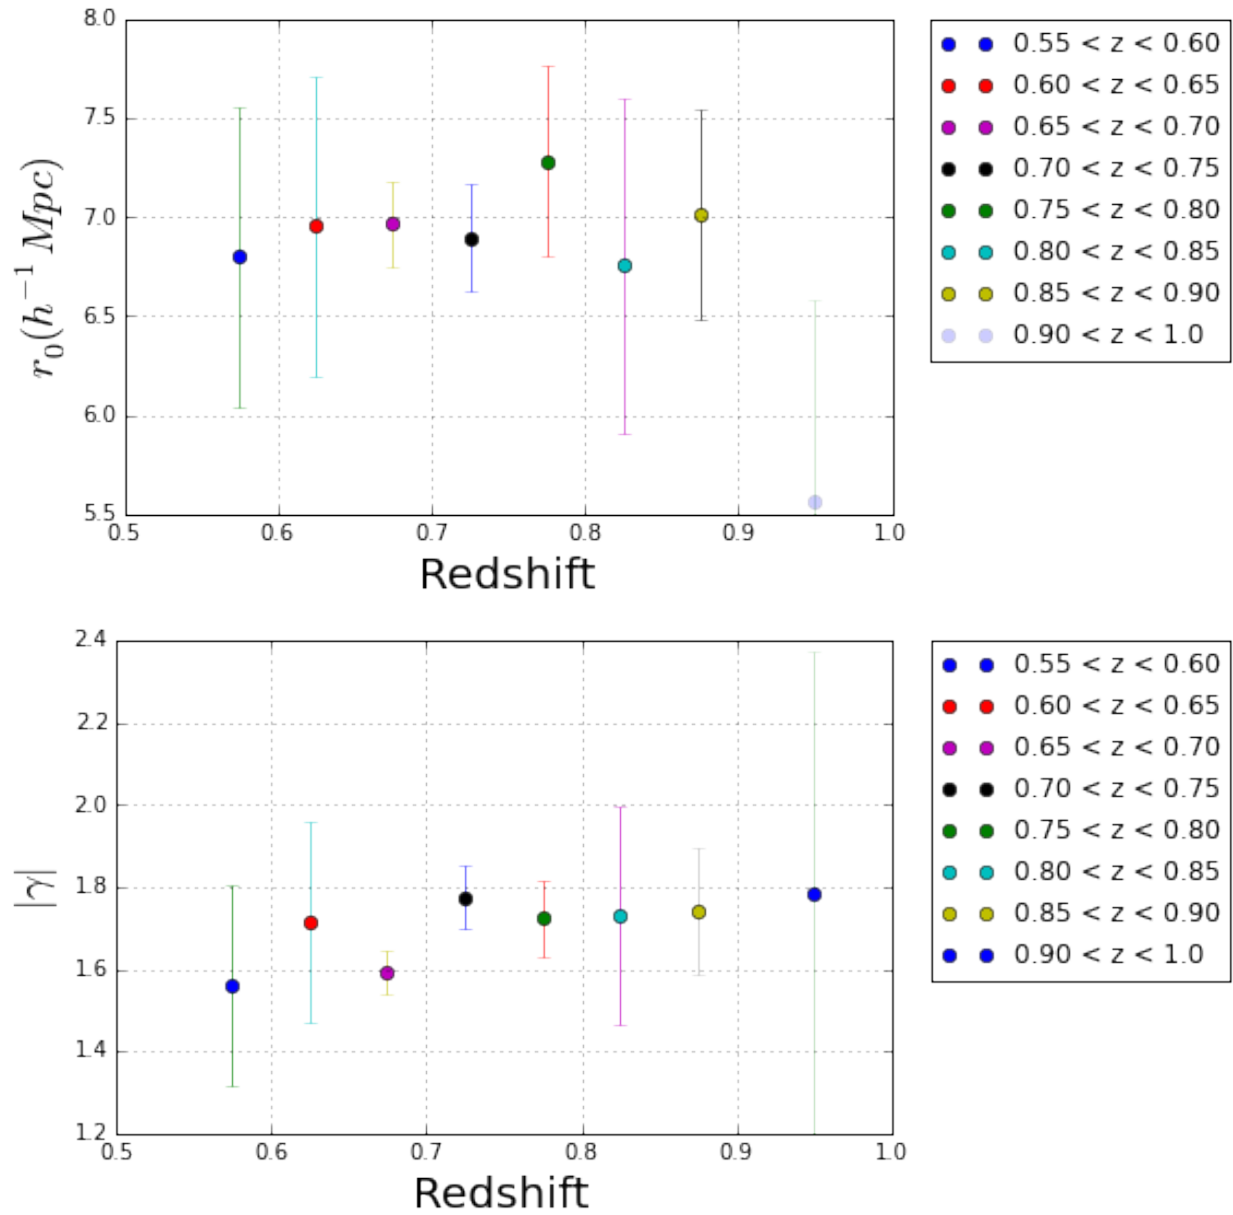 8.0
7.5
7.0
6.5
6.0
5.5
r₀(h⁻¹ Mpc)
0.5 0.6 0.7 0.8 0.9 1.0
Redshift
0.55 < z < 0.60
0.60 < z < 0.65
0.65 < z < 0.70
0.70 < z < 0.75
0.75 < z < 0.80
0.80 < z < 0.85
0.85 < z < 0.90
0.90 < z < 1.0
2.4
2.2
2.0
1.8
1.6
1.4
1.2
|γ|
0.5 0.6 0.7 0.8 0.9 1.0
Redshift
0.55 < z < 0.60
0.60 < z < 0.65
0.65 < z < 0.70
0.70 < z < 0.75
0.75 < z < 0.80
0.80 < z < 0.85
0.85 < z < 0.90
0.90 < z < 1.0